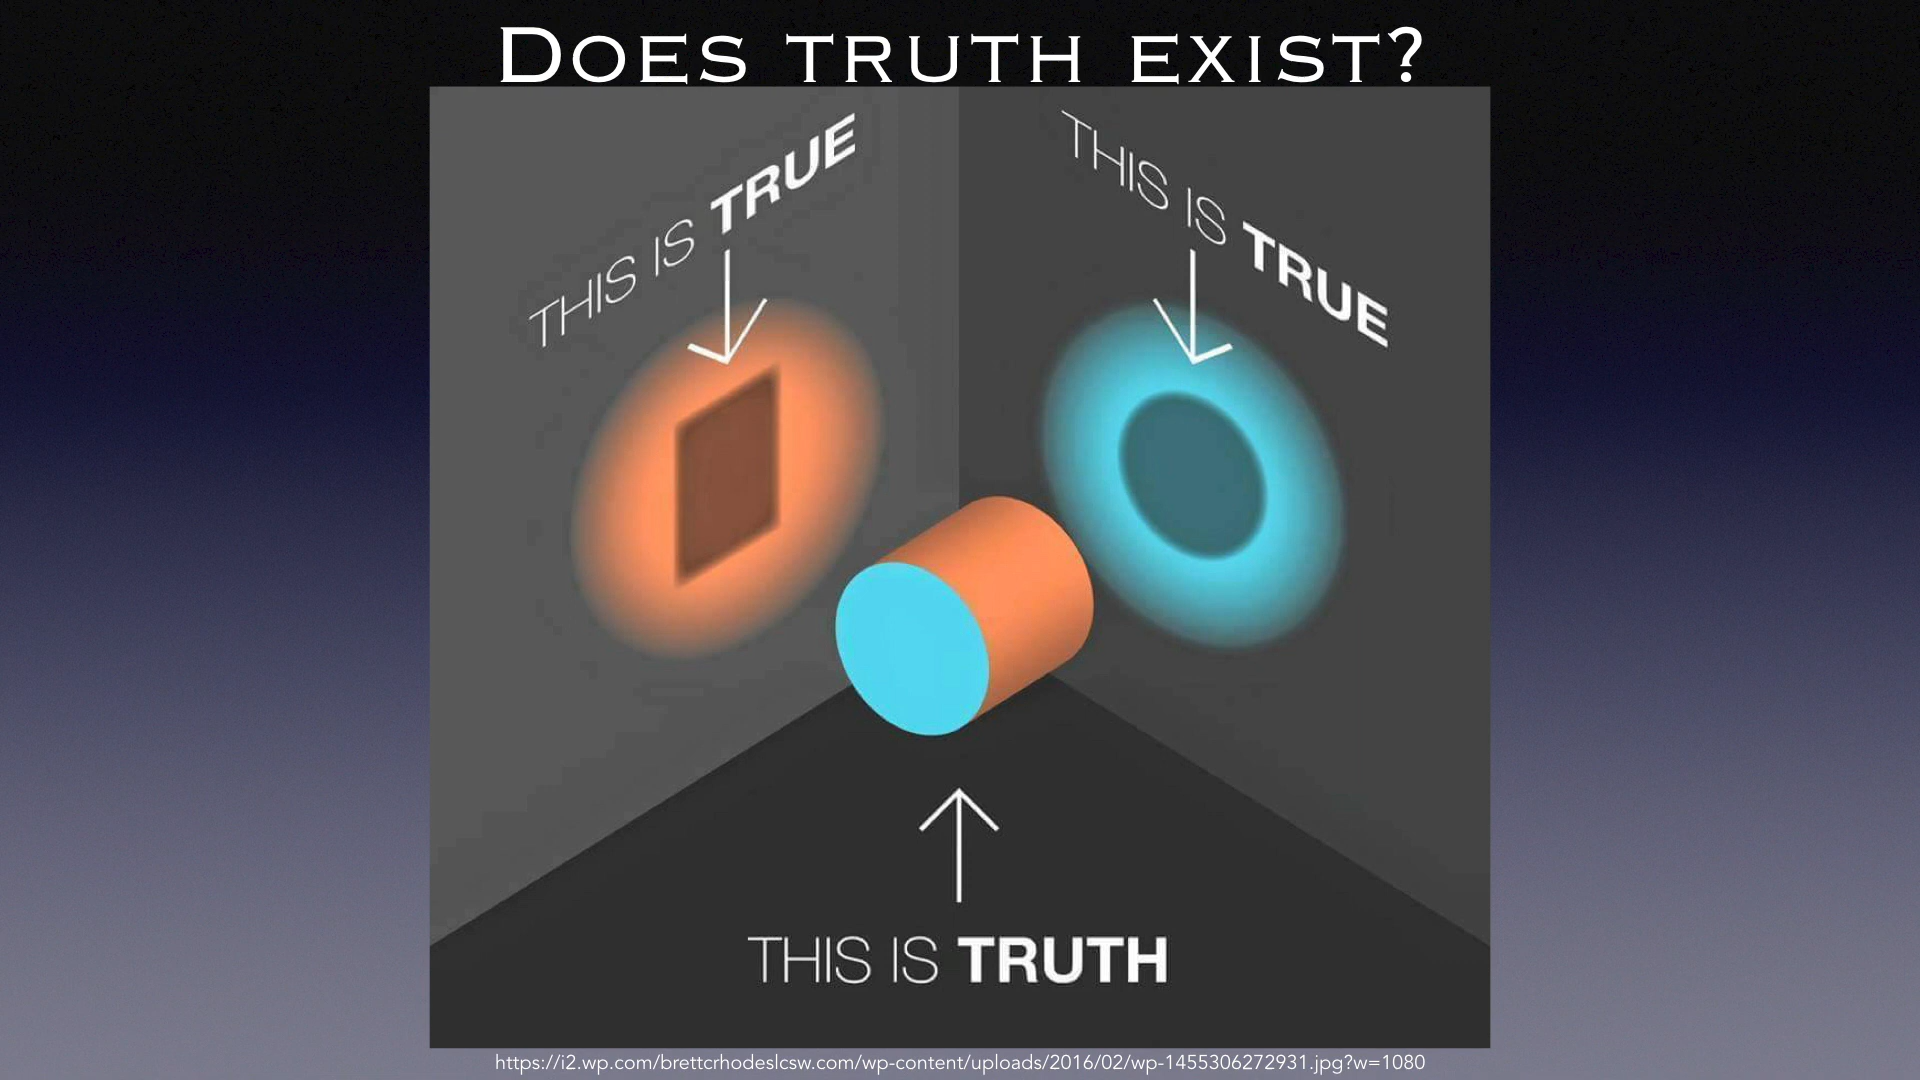 DOES TRUTH EXIST?
THIS IS TRUE
THIS IS TRUE
THIS IS TRUTH
https://i2.wp.com/brettcrhodeslcsw.com/wp-content/uploads/2016/02/wp-1455306272931.jpg?w=1080